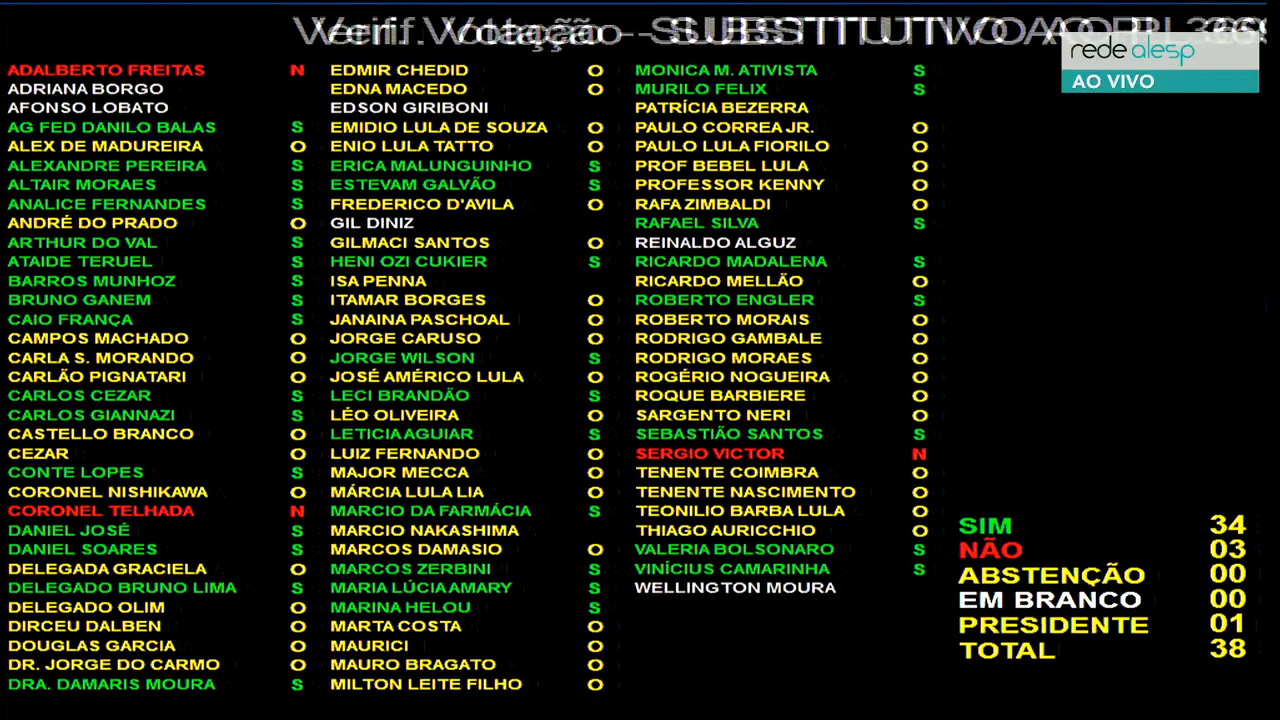 Verif. Votação - SUBSTITUTIVO AO PL
rede alesp
AO VIVO
ADALBERTO FREITAS N
ADRIANA BORGO
AFONSO LOBATO
AG FED DANILO BALAS S
ALEX DE MADUREIRA O
ALEXANDRE PEREIRA S
ALTAIR MORAES S
ANALICE FERNANDES S
ANDRÉ DO PRADO O
ARTHUR DO VAL S
ATAIDE TERUEL S
BARROS MUNHOZ S
BRUNO GANEM S
CAIO FRANÇA S
CAMPOS MACHADO O
CARLA S. MORANDO O
CARLÃO PIGNATARI O
CARLOS CEZAR S
CARLOS GIANNAZI S
CASTELLO BRANCO O
CEZAR O
CONTE LOPES S
CORONEL NISHIKAWA O
CORONEL TELHADA N
DANIEL JOSÉ S
DANIEL SOARES S
DELEGADA GRACIELA O
DELEGADO BRUNO LIMA S
DELEGADO OLIM O
DIRCEU DALBEN O
DOUGLAS GARCIA O
DR. JORGE DO CARMO O
DRA. DAMARIS MOURA S
EDMIR CHEDID O
EDNA MACEDO O
EDSON GIRIBONI
EMIDIO LULA DE SOUZA O
ENIO LULA TATTO O
ERICA MALUNGUINHO S
ESTEVAM GALVÃO S
FREDERICO D'AVILA O
GIL DINIZ
GILMACI SANTOS O
HENI OZI CUKIER S
ISA PENNA
ITAMAR BORGES O
JANAINA PASCHOAL O
JORGE CARUSO O
JORGE WILSON S
JOSÉ AMÉRICO LULA O
LECI BRANDÃO S
LÉO OLIVEIRA O
LETICIA AGUIAR S
LUIZ FERNANDO O
MAJOR MECCA O
MÁRCIA LULA LIA O
MARCIO DA FARMÁCIA S
MARCIO NAKASHIMA
MARCOS DAMASIO O
MARCOS ZERBINI S
MARIA LÚCIA AMARY S
MARINA HELOU S
MARTA COSTA O
MAURICI O
MAURO BRAGATO O
MILTON LEITE FILHO O
MONICA M. ATIVISTA S
MURILO FELIX S
PATRÍCIA BEZERRA
PAULO CORREA JR. O
PAULO LULA FIORILO O
PROF BEBEL LULA O
PROFESSOR KENNY O
RAFA ZIMBALDI O
RAFAEL SILVA S
REINALDO ALGUZ
RICARDO MADALENA S
RICARDO MELLÃO O
ROBERTO ENGLER S
ROBERTO MORAIS O
RODRIGO GAMBALE O
RODRIGO MORAES O
ROGÉRIO NOGUEIRA O
ROQUE BARBIERE O
SARGENTO NERI O
SEBASTIÃO SANTOS S
SERGIO VICTOR N
TENENTE COIMBRA O
TENENTE NASCIMENTO O
TEONILIO BARBA LULA O
THIAGO AURICCHIO O
VALERIA BOLSONARO S
VINÍCIUS CAMARINHA S
WELLINGTON MOURA
SIM 34
NÃO 03
ABSTENÇÃO 00
EM BRANCO 00
PRESIDENTE 01
TOTAL 38